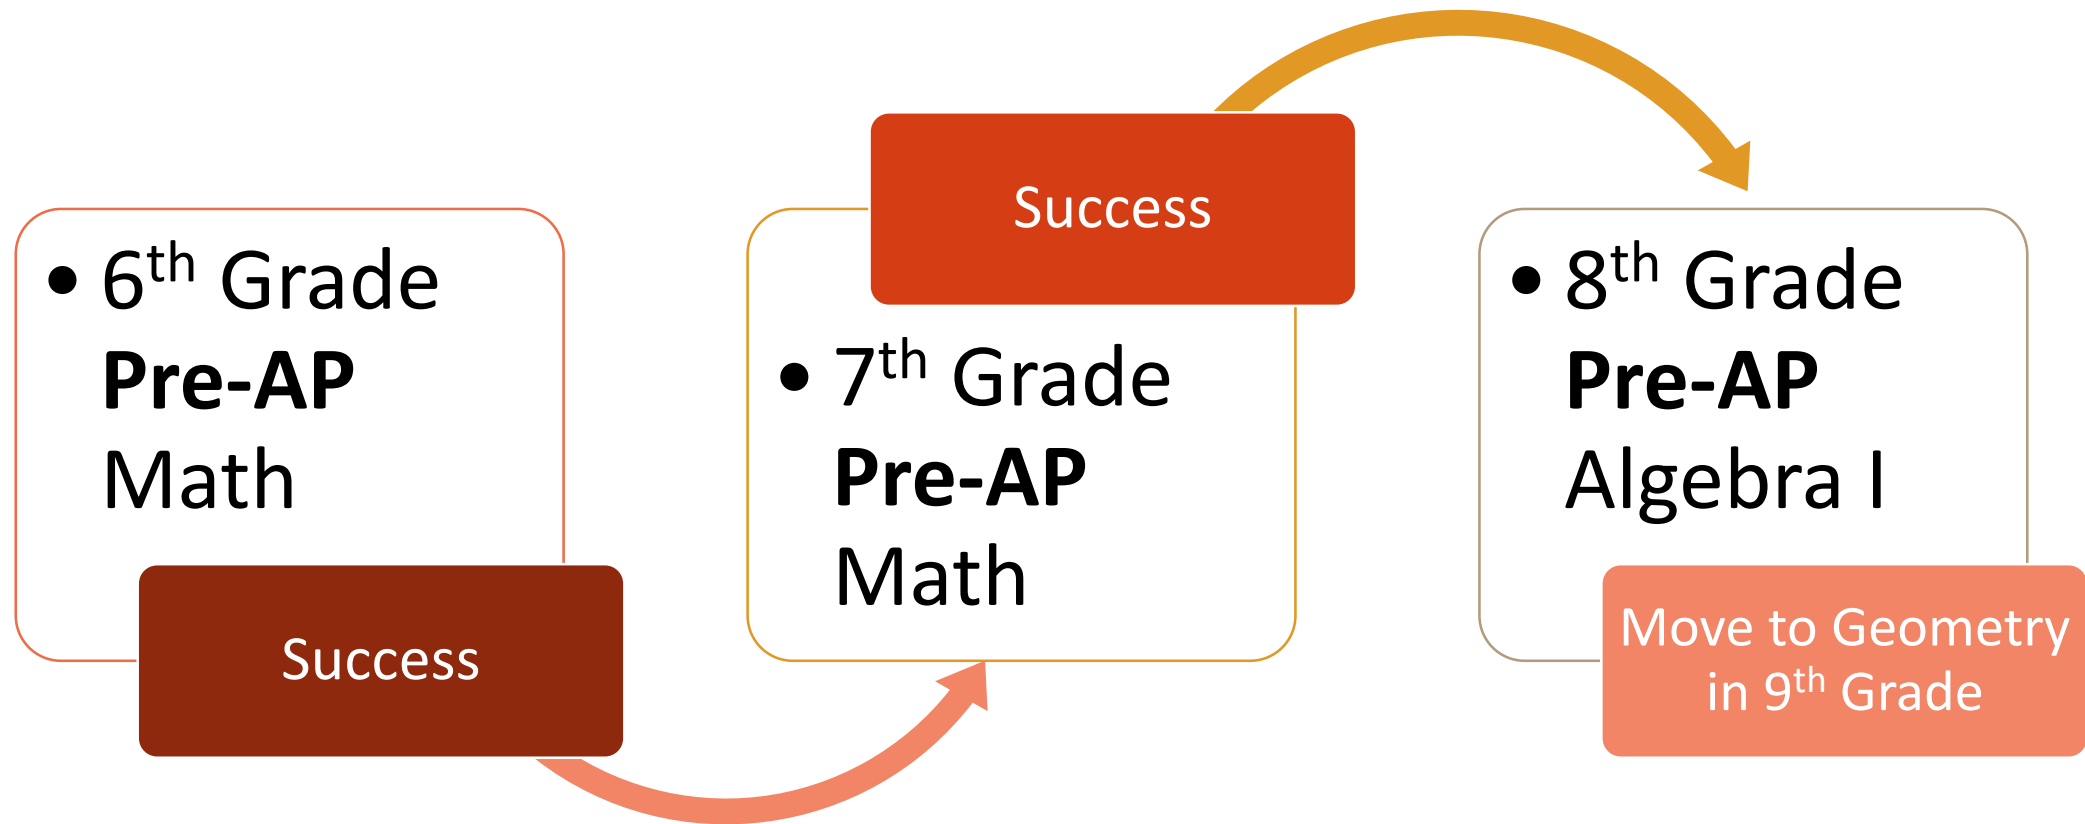 • 6th Grade
Pre-AP
Math
Success
Success
• 7th Grade
Pre-AP
Math
• 8th Grade
Pre-AP
Algebra I
Move to Geometry
in 9th Grade